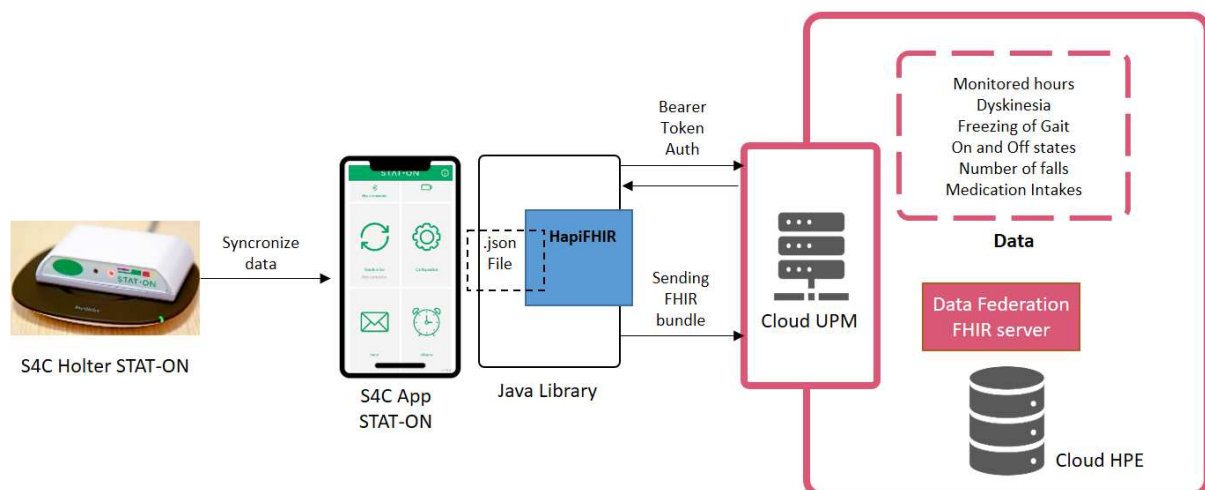 Syncronize
data
STAT-ON
S4C Holter STAT-ON
STAT-ON
S4C App
STAT-ON
.json
File
HapiFHIR
Java Library
Bearer
Token
Auth
Sending
FHIR
bundle
Cloud UPM
Monitored hours
Dyskinesia
Freezing of Gait
On and Off states
Number of falls
Medication Intakes
Data
Data Federation
FHIR server
Cloud HPE